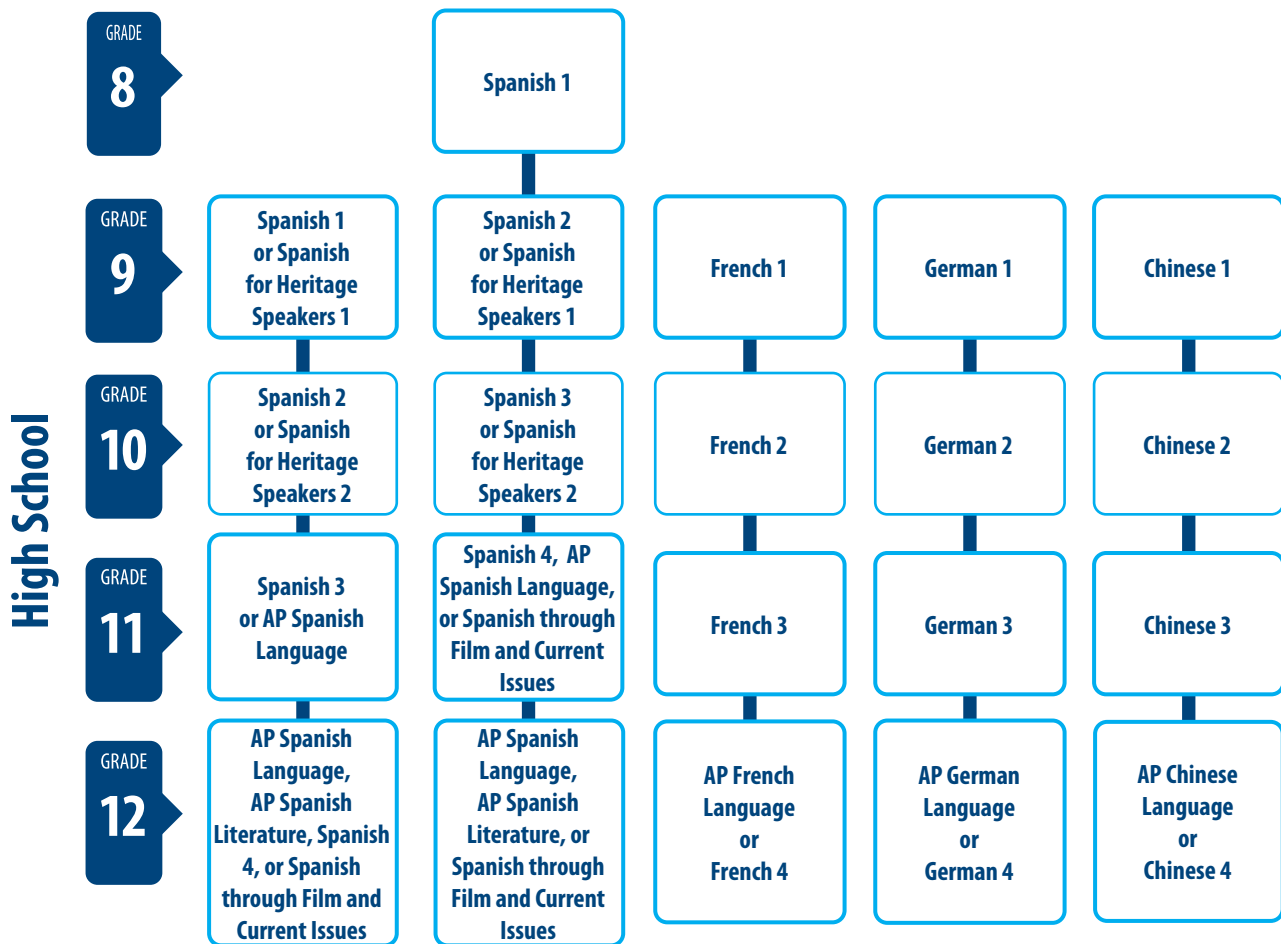 High School
GRADE
8
Spanish 1
GRADE
9
Spanish 1
or Spanish
for Heritage
Speakers 1
Spanish 2
or Spanish
for Heritage
Speakers 1
French 1
German 1
Chinese 1
GRADE
10
Spanish 2
or Spanish
for Heritage
Speakers 2
Spanish 3
or Spanish
for Heritage
Speakers 2
French 2
German 2
Chinese 2
GRADE
11
Spanish 3
or AP Spanish
Language
Spanish 4, AP
Spanish Language,
or Spanish through
Film and Current
Issues
French 3
German 3
Chinese 3
GRADE
12
AP Spanish
Language,
AP Spanish
Literature, Spanish
4, or Spanish
through Film and
Current Issues
AP Spanish
Language,
AP Spanish
Literature, or
Spanish through
Film and Current
Issues
AP French
Language
or
French 4
AP German
Language
or
German 4
AP Chinese
Language
or
Chinese 4